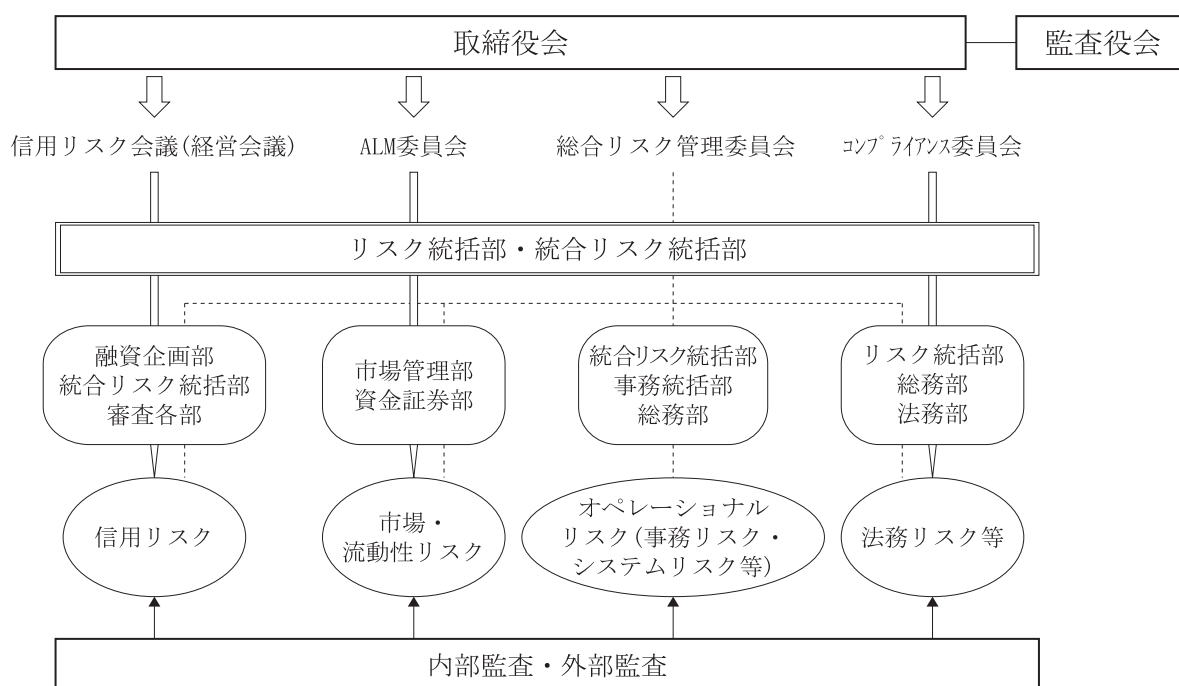 取締役会
監査役会
信用リスク会議(経営会議)
ALM委員会
総合リスク管理委員会
コンプライアンス委員会
リスク統括部・統合リスク統括部
融資企画部
統合リスク統括部
審査各部
市場管理部
資金証券部
統合リスク統括部
事務統括部
総務部
リスク統括部
総務部
法務部
信用リスク
市場・
流動性リスク
オペレーショナル
リスク(事務リスク・
システムリスク等)
法務リスク等
内部監査・外部監査